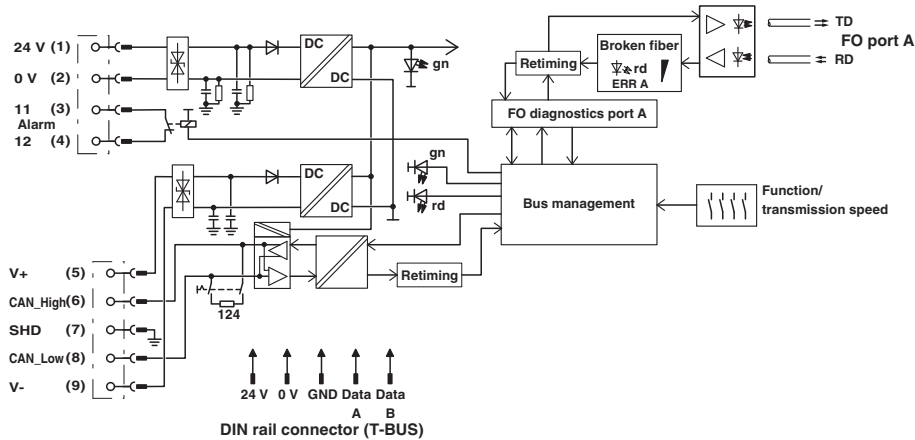 24 V (1)
0 V (2)
11 (3)
Alarm
12 (4)
DC
DC
gn
DC
DC
gn
rd
Retiming
Broken fiber
rd
ERR A
TD
FO port A
RD
FO diagnostics port A
Bus management
Function/
transmission speed
Retiming
V+ (5)
CAN_High (6)
SHD (7)
CAN_Low (8)
V- (9)
124
24 V 0 V GND Data Data
A B
DIN rail connector (T-BUS)